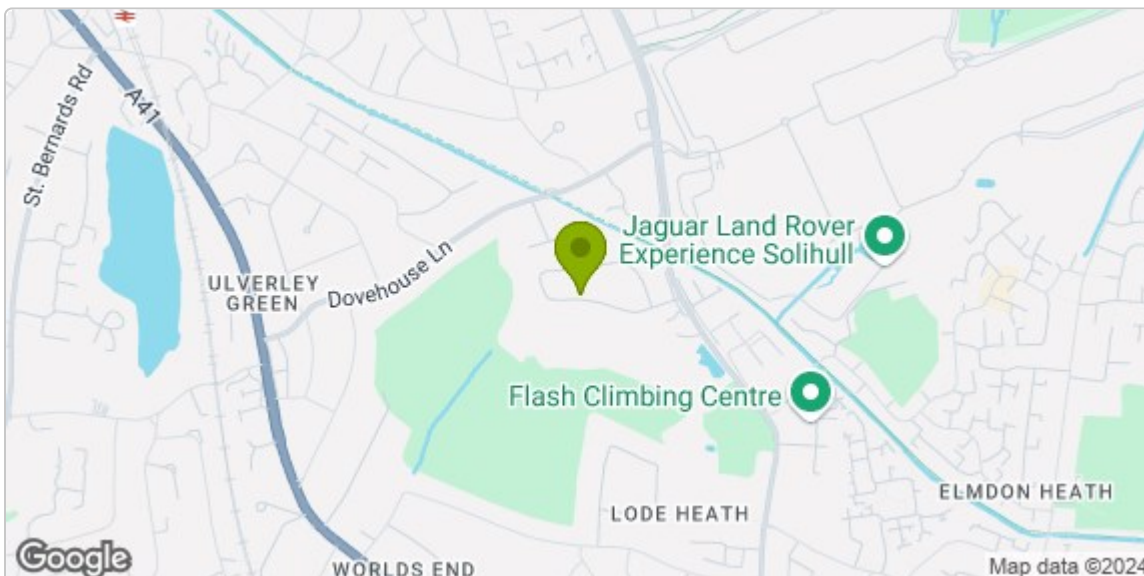 St. Bernards Rd
A41
ULVERLEY
GREEN
Dovehouse Ln
Jaguar Land Rover
Experience Solihull
Flash Climbing Centre
ELMDON HEATH
LODE HEATH
WORLDS END
Google
Map data ©2024